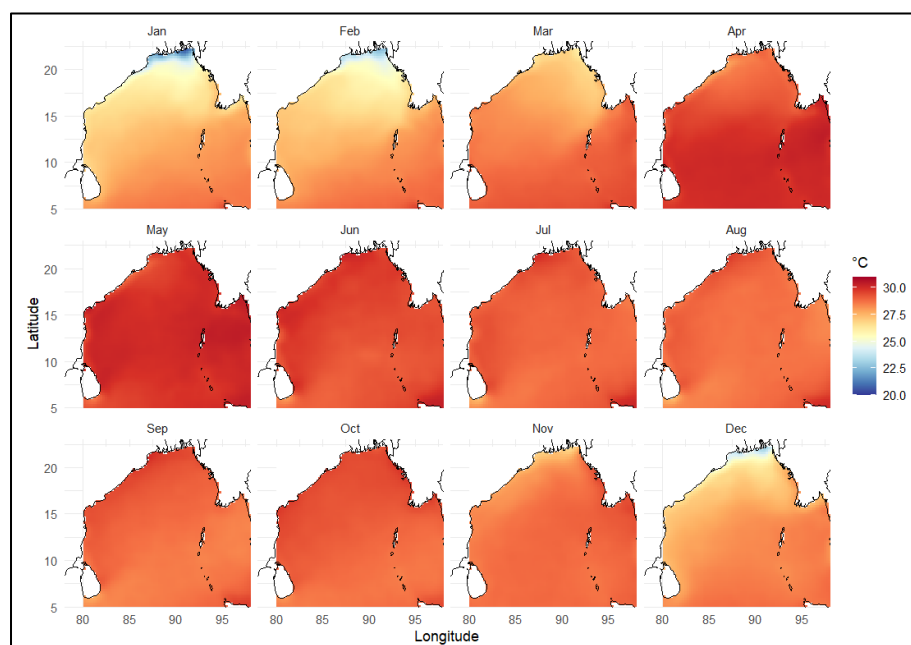 Jan Feb Mar Apr
20
15
10
5
May Jun Jul Aug
20
15
10
5
°C
30.0
27.5
25.0
22.5
20.0
Latitude
Sep Oct Nov Dec
20
15
10
5
80 85 90 95 80 85 90 95 80 85 90 95 80 85 90 95
Longitude